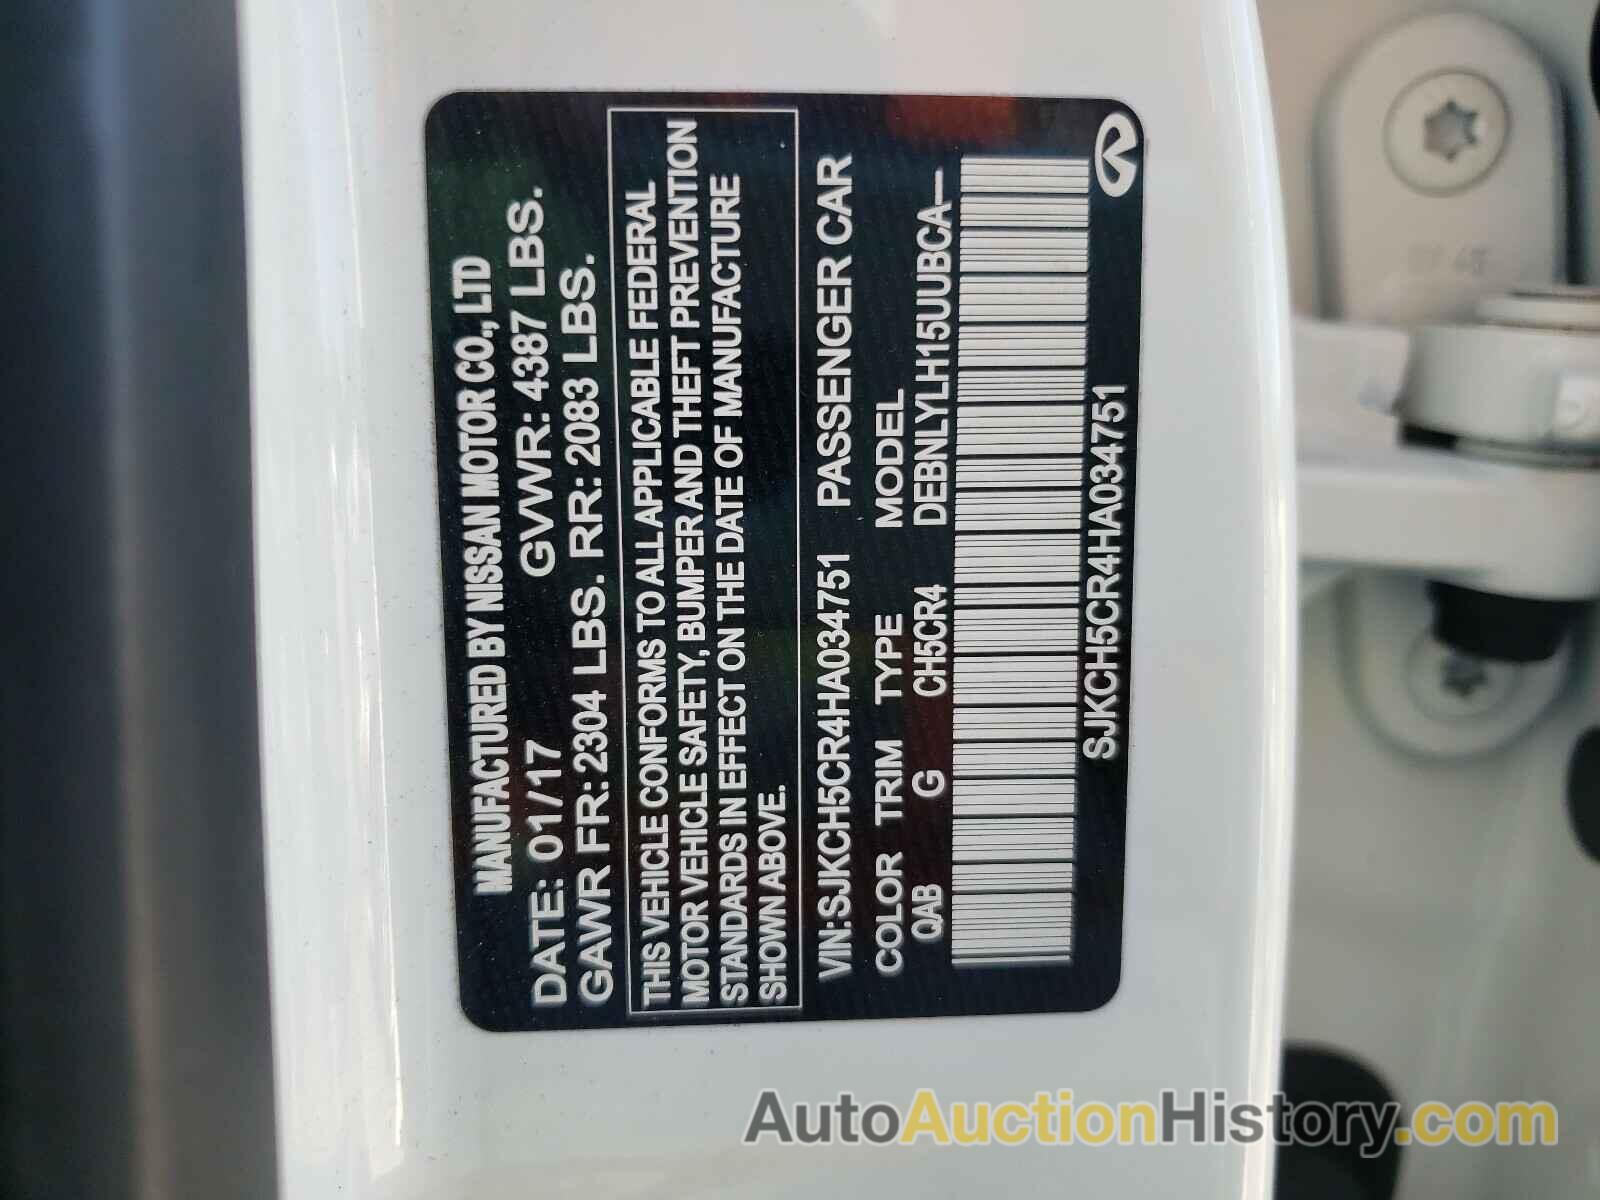 MANUFACTURED BY NISSAN MOTOR CO., LTD
DATE: 01/17 GVWR: 4387 LBS.
GAWR FR: 2304 LBS. RR: 2083 LBS.
THIS VEHICLE CONFORMS TO ALL APPLICABLE FEDERAL
MOTOR VEHICLE SAFETY, BUMPER AND THEFT PREVENTION
STANDARDS IN EFFECT ON THE DATE OF MANUFACTURE
SHOWN ABOVE.
VIN: SJKCH5CR4HA034751 PASSENGER CAR
COLOR TRIM TYPE MODEL
QAB G CH5CR4 DEBNLYLH15UUBCA—
SJKCH5CR4HA034751
AutoAuctionHistory.com